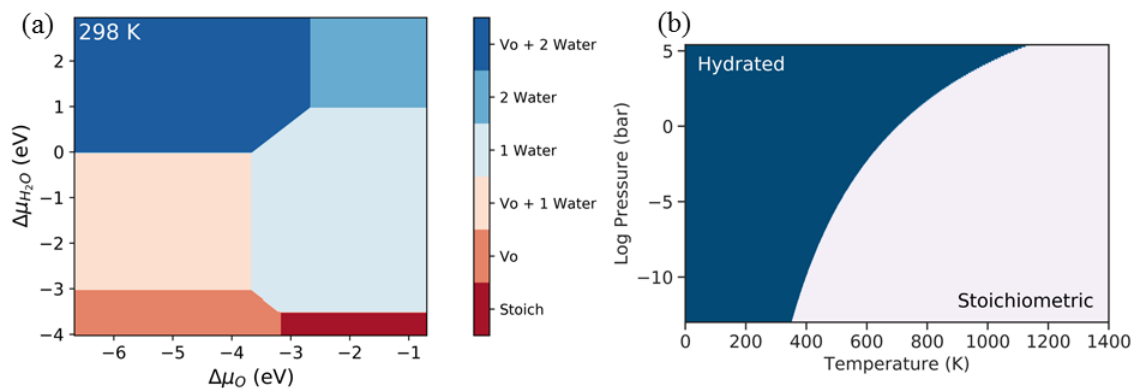 (a)
298 K
2
1
0
−1
−2
−3
−4
Δμ_H₂O (eV)
−6 −5 −4 −3 −2 −1
Δμ_O (eV)
Vo + 2 Water
2 Water
1 Water
Vo + 1 Water
Vo
Stoich
(b)
Hydrated
Stoichiometric
5
0
−5
−10
Log Pressure (bar)
0 200 400 600 800 1000 1200 1400
Temperature (K)